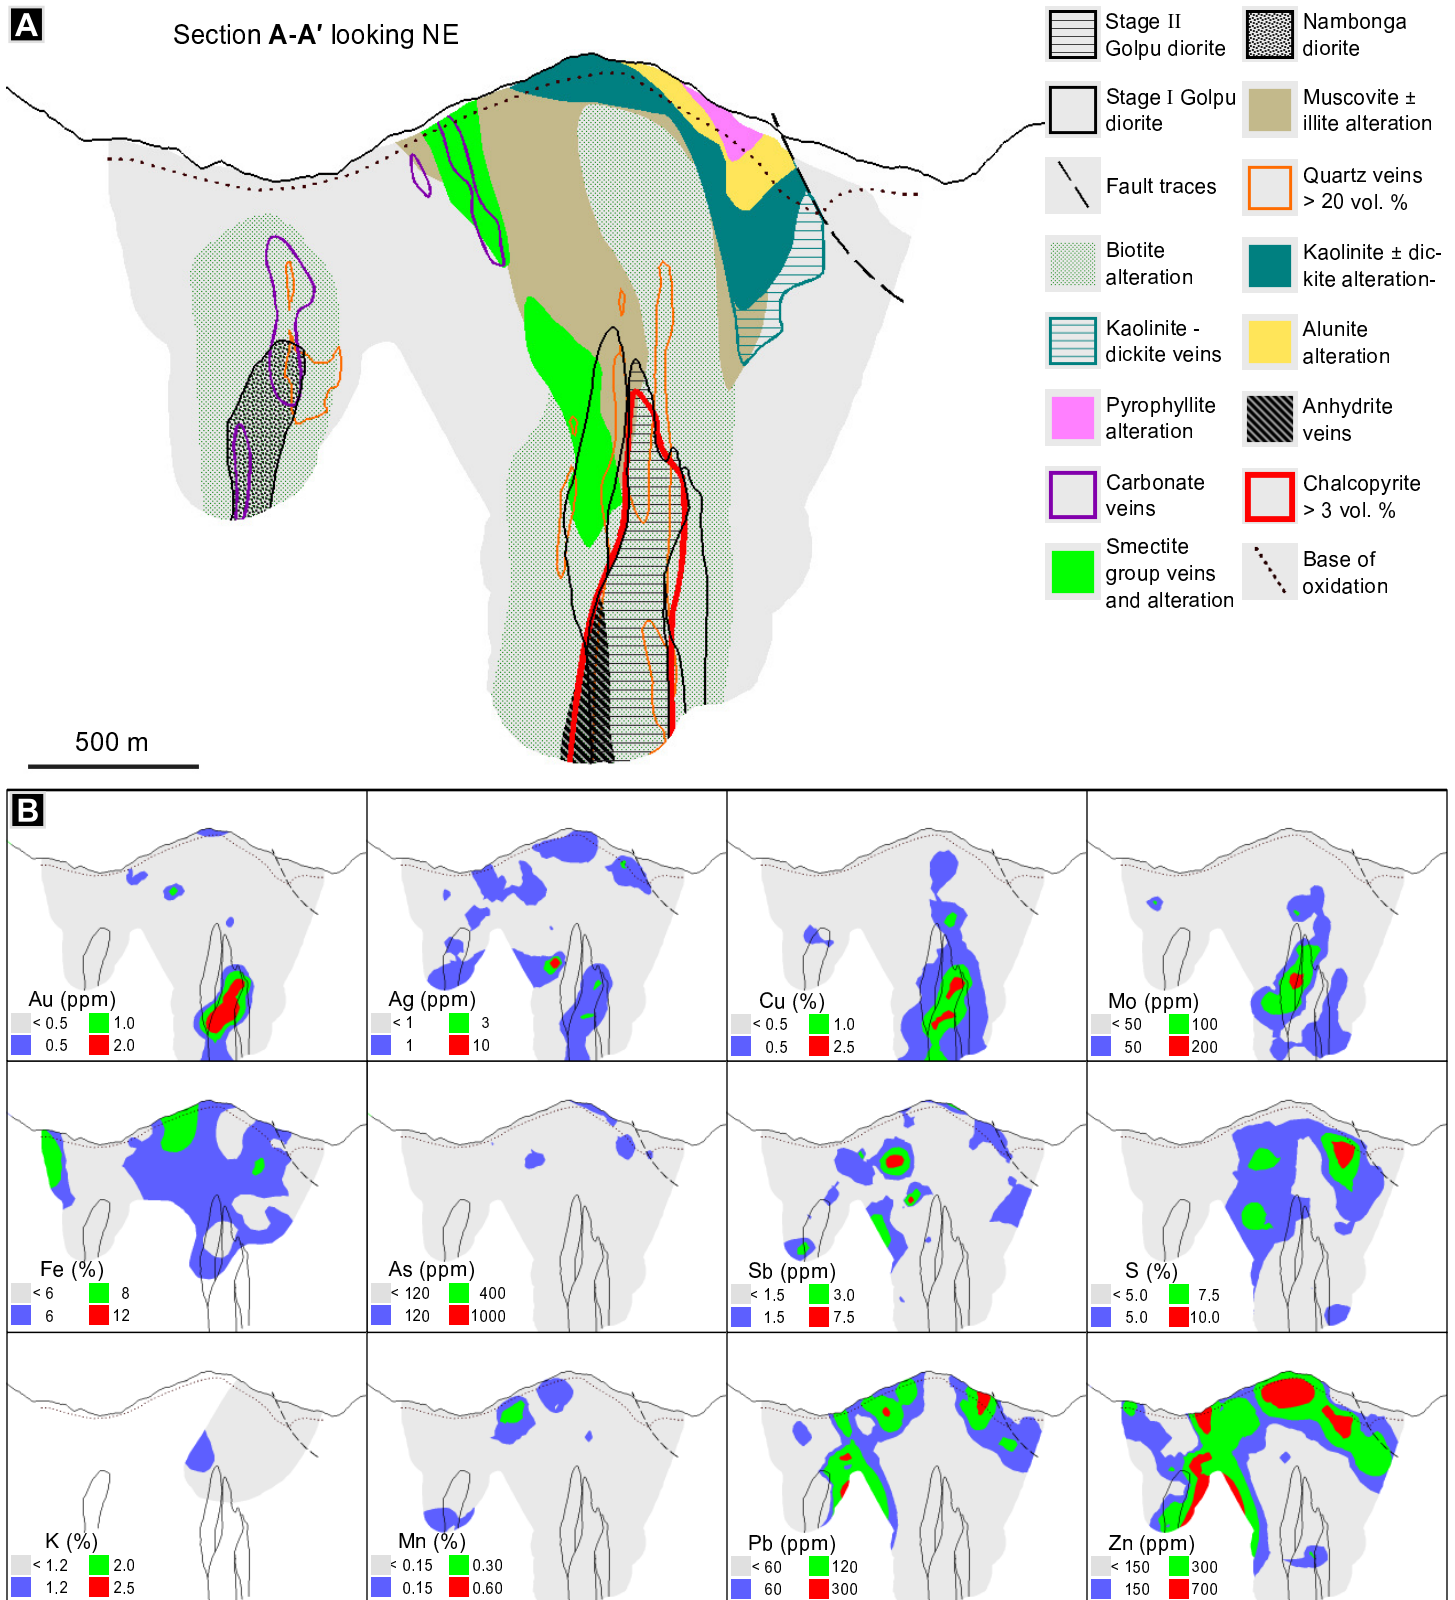 A
Section A-A′ looking NE
Stage II
Golpu diorite
Nambonga
diorite
Stage I Golpu
diorite
Muscovite ±
illite alteration
Fault traces
Quartz veins
> 20 vol. %
Biotite
alteration
Kaolinite ± dic-
kite alteration-
Kaolinite -
dickite veins
Alunite
alteration
Pyrophyllite
alteration
Anhydrite
veins
Carbonate
veins
Chalcopyrite
> 3 vol. %
Smectite
group veins
and alteration
Base of
oxidation
500 m
B
Au (ppm)
< 0.5 1.0
0.5 2.0
Ag (ppm)
< 1 3
1 10
Cu (%)
< 0.5 1.0
0.5 2.5
Mo (ppm)
< 50 100
50 200
Fe (%)
< 6 8
6 12
As (ppm)
< 120 400
120 1000
Sb (ppm)
< 1.5 3.0
1.5 7.5
S (%)
< 5.0 7.5
5.0 10.0
K (%)
< 1.2 2.0
1.2 2.5
Mn (%)
< 0.15 0.30
0.15 0.60
Pb (ppm)
< 60 120
60 300
Zn (ppm)
< 150 300
150 700